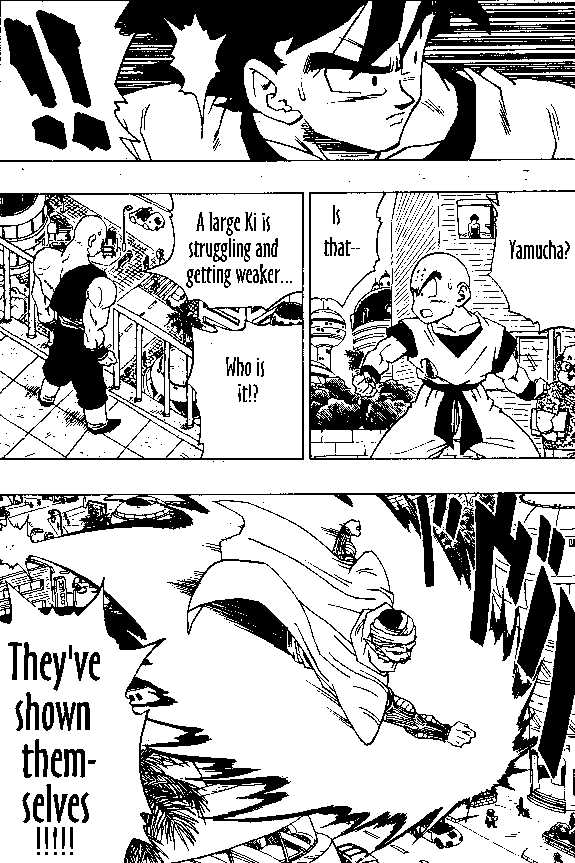 !!
Is
that--
Yamucha?
A large Ki is
struggling and
getting weaker...
Who is
it!?
They've
shown
them-
selves
!!!!!